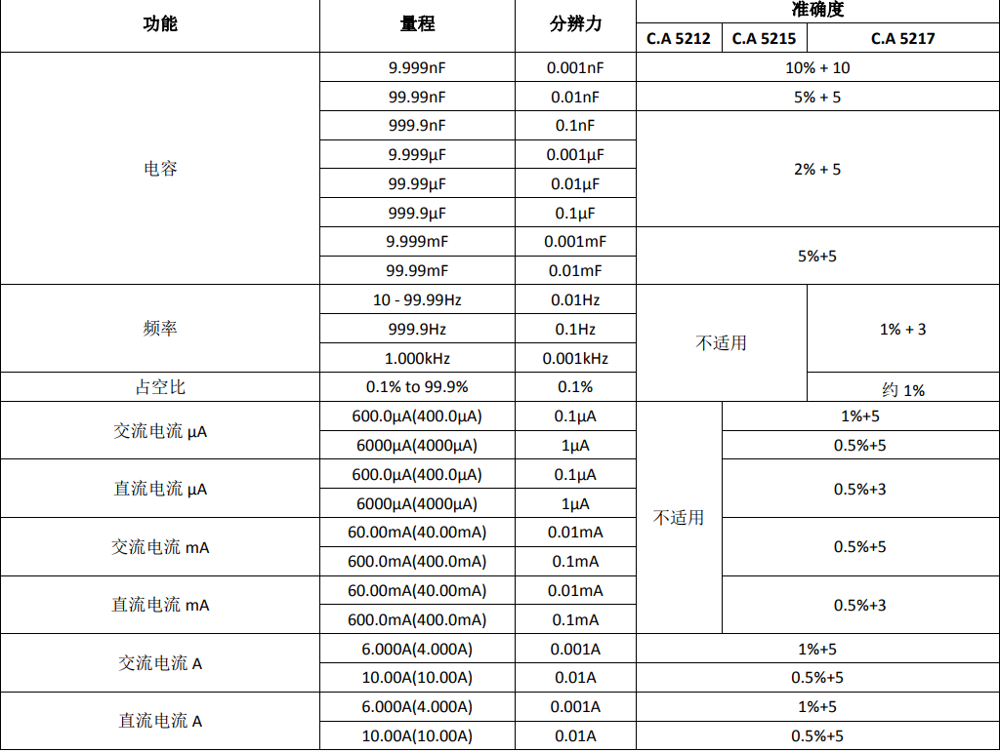 功能 量程 分辨力 准确度
C.A 5212 C.A 5215 C.A 5217
电容 9.999nF 0.001nF 10% + 10
99.99nF 0.01nF 5% + 5
999.9nF 0.1nF 2% + 5
9.999µF 0.001µF
99.99µF 0.01µF
999.9µF 0.1µF
9.999mF 0.001mF 5%+5
99.99mF 0.01mF
频率 10 - 99.99Hz 0.01Hz 不适用 1% + 3
999.9Hz 0.1Hz
1.000kHz 0.001kHz
占空比 0.1% to 99.9% 0.1% 约 1%
交流电流 µA 600.0µA(400.0µA) 0.1µA 不适用 1%+5
6000µA(4000µA) 1µA 0.5%+5
直流电流 µA 600.0µA(400.0µA) 0.1µA 0.5%+3
6000µA(4000µA) 1µA
交流电流 mA 60.00mA(40.00mA) 0.01mA 0.5%+5
600.0mA(400.0mA) 0.1mA
直流电流 mA 60.00mA(40.00mA) 0.01mA 0.5%+3
600.0mA(400.0mA) 0.1mA
交流电流 A 6.000A(4.000A) 0.001A 1%+5
10.00A(10.00A) 0.01A 0.5%+5
直流电流 A 6.000A(4.000A) 0.001A 1%+5
10.00A(10.00A) 0.01A 0.5%+5